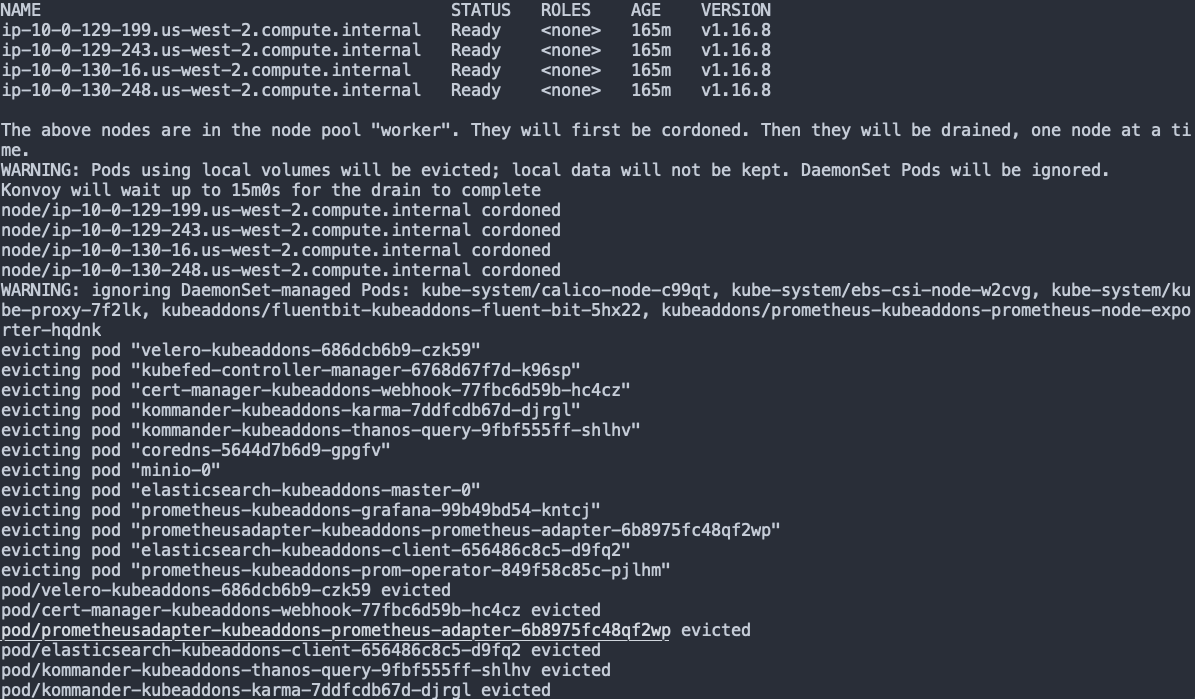 NAME STATUS ROLES AGE VERSION
ip-10-0-129-199.us-west-2.compute.internal Ready <none> 165m v1.16.8
ip-10-0-129-243.us-west-2.compute.internal Ready <none> 165m v1.16.8
ip-10-0-130-16.us-west-2.compute.internal Ready <none> 165m v1.16.8
ip-10-0-130-248.us-west-2.compute.internal Ready <none> 165m v1.16.8
The above nodes are in the node pool "worker". They will first be cordoned. Then they will be drained, one node at a ti
me.
WARNING: Pods using local volumes will be evicted; local data will not be kept. DaemonSet Pods will be ignored.
Konvoy will wait up to 15m0s for the drain to complete
node/ip-10-0-129-199.us-west-2.compute.internal cordoned
node/ip-10-0-129-243.us-west-2.compute.internal cordoned
node/ip-10-0-130-16.us-west-2.compute.internal cordoned
node/ip-10-0-130-248.us-west-2.compute.internal cordoned
WARNING: ignoring DaemonSet-managed Pods: kube-system/calico-node-c99qt, kube-system/ebs-csi-node-w2cvg, kube-system/ku
be-proxy-7f2lk, kubeaddons/fluentbit-kubeaddons-fluent-bit-5hx22, kubeaddons/prometheus-kubeaddons-prometheus-node-expo
rter-hqdnk
evicting pod "velero-kubeaddons-686dcb6b9-czk59"
evicting pod "kubefed-controller-manager-6768d67f7d-k96sp"
evicting pod "cert-manager-kubeaddons-webhook-77fbc6d59b-hc4cz"
evicting pod "kommander-kubeaddons-karma-7ddfcdb67d-djrgl"
evicting pod "kommander-kubeaddons-thanos-query-9fbf555ff-shlhv"
evicting pod "coredns-5644d7b6d9-gpgfv"
evicting pod "minio-0"
evicting pod "elasticsearch-kubeaddons-master-0"
evicting pod "prometheus-kubeaddons-grafana-99b49bd54-kntcj"
evicting pod "prometheusadapter-kubeaddons-prometheus-adapter-6b8975fc48qf2wp"
evicting pod "elasticsearch-kubeaddons-client-656486c8c5-d9fq2"
evicting pod "prometheus-kubeaddons-prom-operator-849f58c85c-pjlhm"
pod/velero-kubeaddons-686dcb6b9-czk59 evicted
pod/cert-manager-kubeaddons-webhook-77fbc6d59b-hc4cz evicted
pod/prometheusadapter-kubeaddons-prometheus-adapter-6b8975fc48qf2wp evicted
pod/elasticsearch-kubeaddons-client-656486c8c5-d9fq2 evicted
pod/kommander-kubeaddons-thanos-query-9fbf555ff-shlhv evicted
pod/kommander-kubeaddons-karma-7ddfcdb67d-djrgl evicted